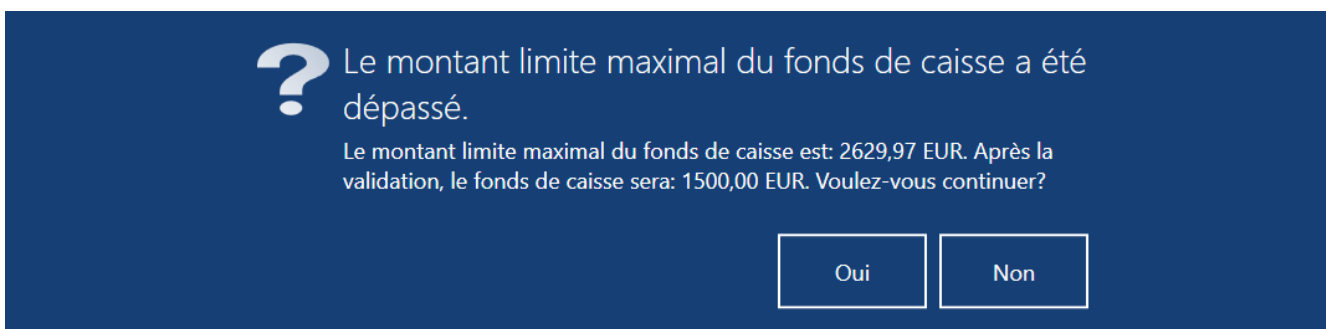 Le montant limite maximal du fonds de caisse a été
dépassé.
Le montant limite maximal du fonds de caisse est: 2629,97 EUR. Après la
validation, le fonds de caisse sera: 1500,00 EUR. Voulez-vous continuer?
Oui
Non